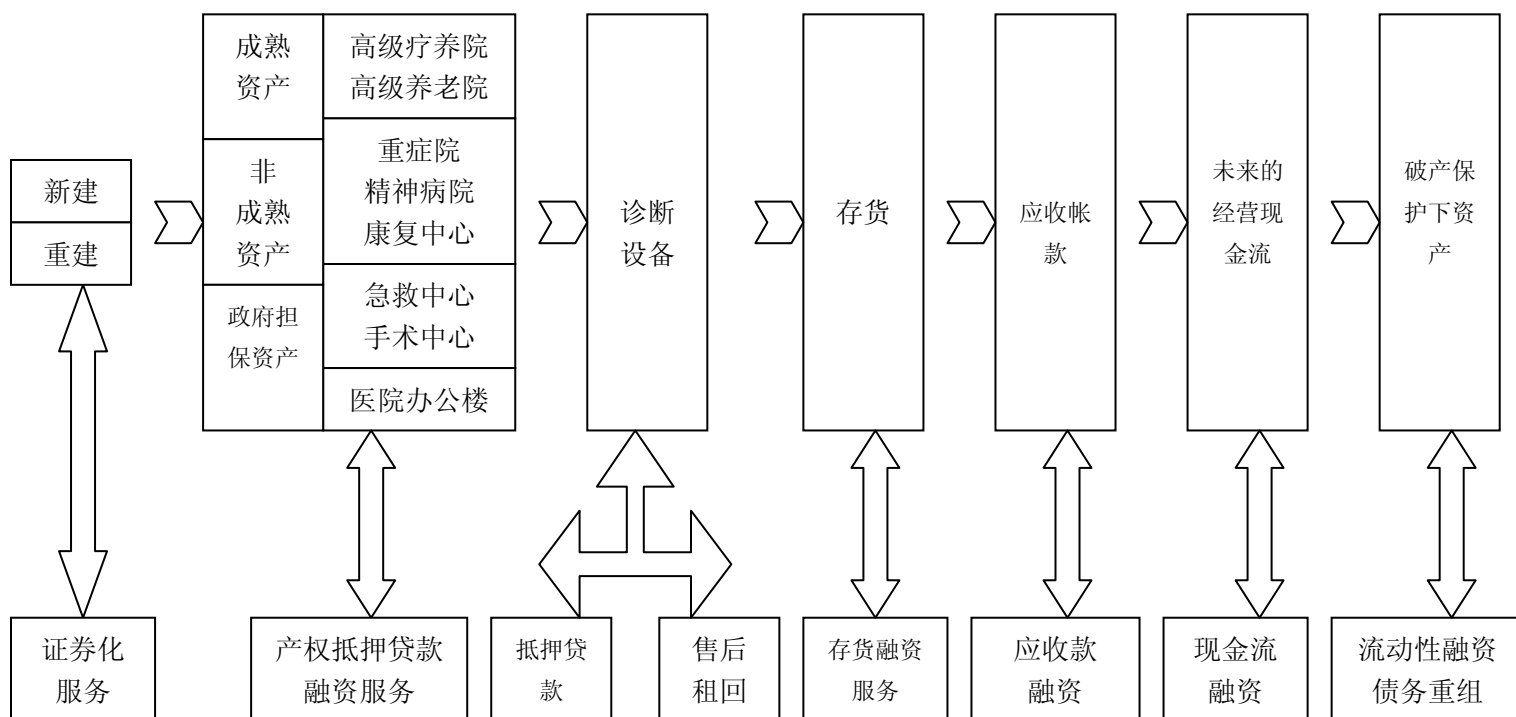 新建
重建
成熟
资产
非
成熟
资产
政府担
保资产
高级疗养院
高级养老院
重症院
精神病院
康复中心
急救中心
手术中心
医院办公楼
诊断
设备
存货
应收帐
款
未来的
经营现
金流
破产保
护下资
产
证券化
服务
产权抵押贷款
融资服务
抵押贷
款
售后
租回
存货融资
服务
应收款
融资
现金流
融资
流动性融资
债务重组